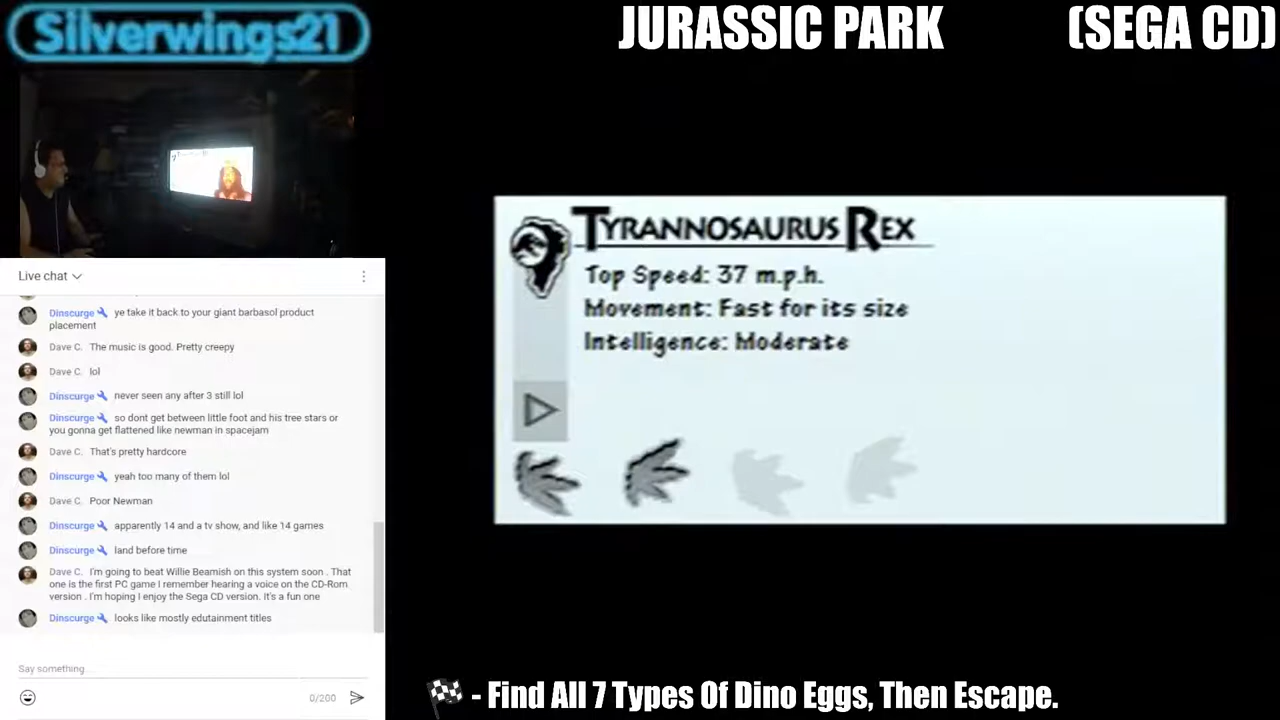 Silverwings21
JURASSIC PARK (SEGA CD)
Live chat
Dinscurge ye take it back to your giant barbasol product
placement
Dave C. The music is good. Pretty creepy
Dave C. lol
Dinscurge never seen any after 3 still lol
Dinscurge so dont get between little foot and his tree stars or
you gonna get flattened like newman in spacejam
Dave C. That's pretty hardcore
Dinscurge yeah too many of them lol
Dave C. Poor Newman
Dinscurge apparently 14 and a tv show, and like 14 games
Dinscurge land before time
Dave C. I'm going to beat Willie Beamish on this system soon . That
one is the first PC game I remember hearing a voice on the CD-Rom
version . I'm hoping I enjoy the Sega CD version. It's a fun one
Dinscurge looks like mostly edutainment titles
Say something...
0/200
TYRANNOSAURUS REX
Top Speed: 37 m.p.h.
Movement: Fast for its size
Intelligence: Moderate
- Find All 7 Types Of Dino Eggs, Then Escape.